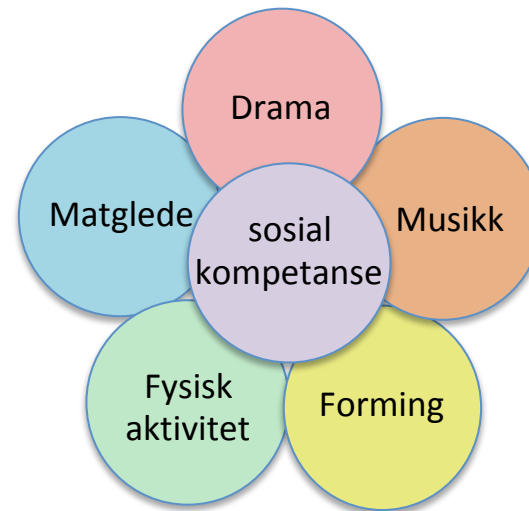 Drama
Matglede
Musikk
sosial
kompetanse
Fysisk
aktivitet
Forming